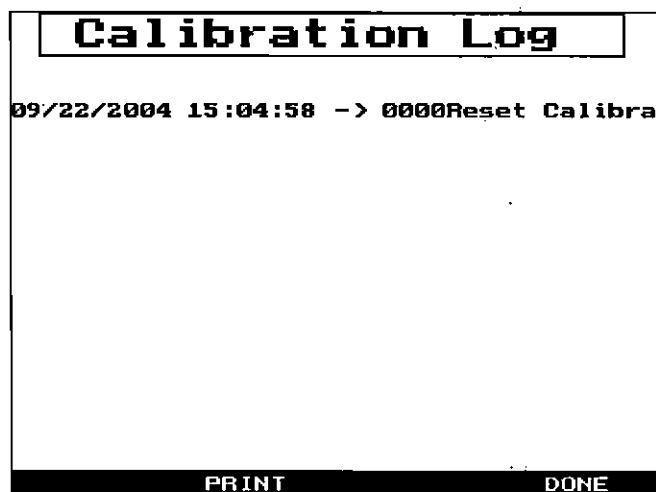 Calibration Log
09/22/2004 15:04:58 -> 0000Reset Calibra
PRINT DONE